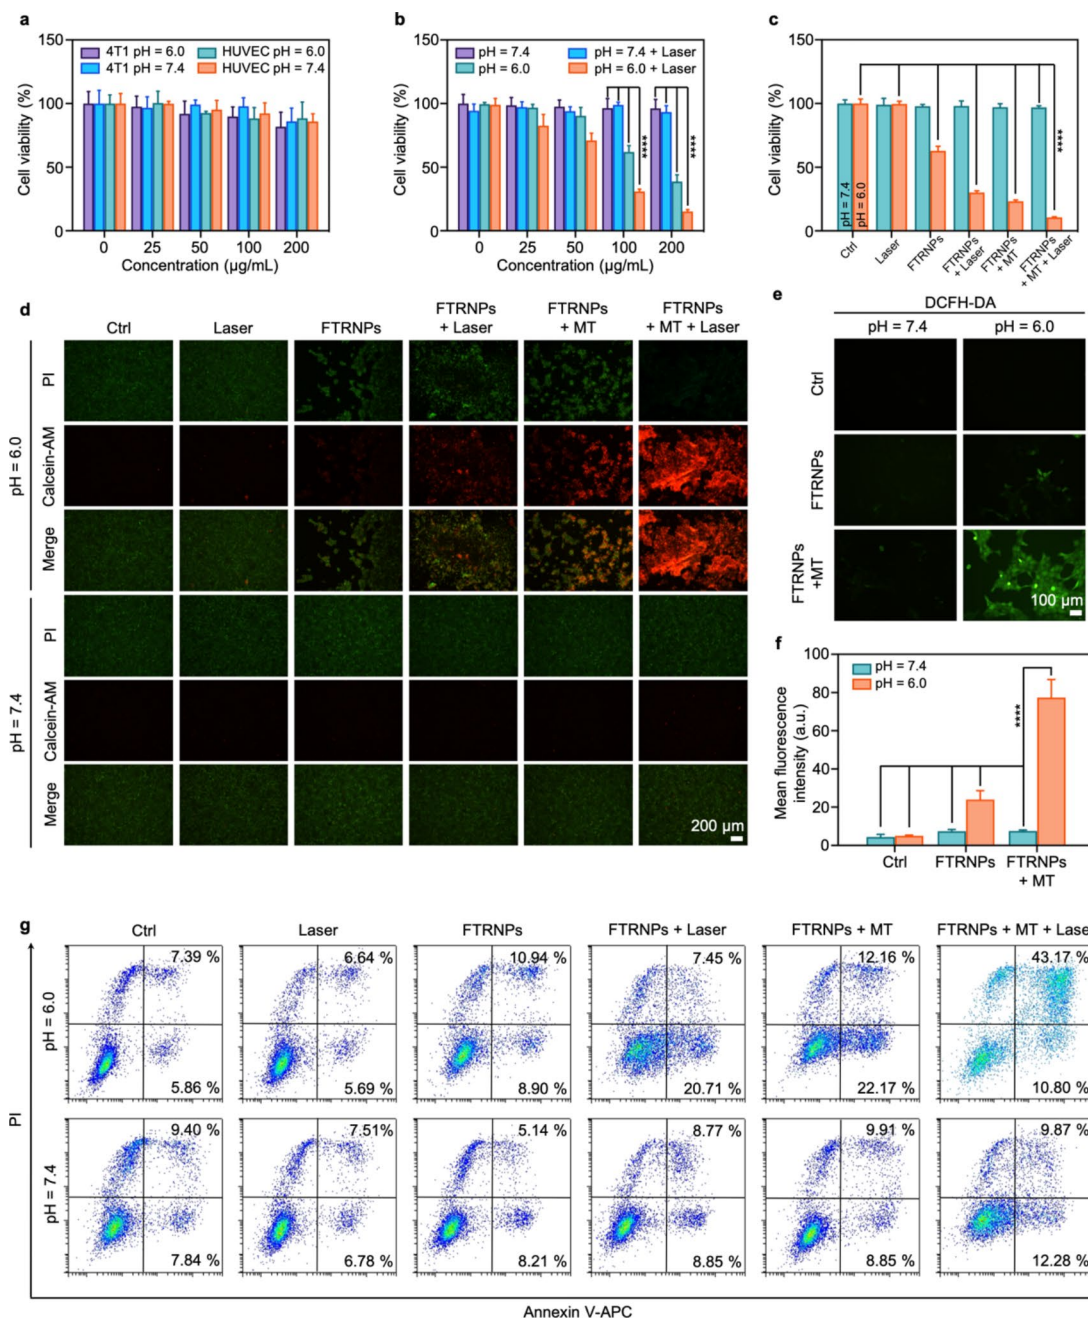 a
150
100
50
0
Cell viability (%)
4T1 pH = 6.0
HUVEC pH = 6.0
4T1 pH = 7.4
HUVEC pH = 7.4
0 25 50 100 200
Concentration (µg/mL)
b
150
100
50
0
Cell viability (%)
pH = 7.4
pH = 7.4 + Laser
pH = 6.0
pH = 6.0 + Laser
****
****
0 25 50 100 200
Concentration (µg/mL)
c
150
100
50
0
Cell viability (%)
****
pH = 7.4
pH = 6.0
Ctrl
Laser
FTRNPs
FTRNPs
+ Laser
FTRNPs
+ MT
FTRNPs
+ MT + Laser
d
Ctrl
Laser
FTRNPs
FTRNPs
+ Laser
FTRNPs
+ MT
FTRNPs
+ MT + Laser
pH = 6.0
PI
Calcein-AM
Merge
pH = 7.4
PI
Calcein-AM
Merge
200 µm
e
DCFH-DA
pH = 7.4
pH = 6.0
Ctrl
FTRNPs
FTRNPs
+MT
100 µm
f
100
80
60
40
20
0
Mean fluorescence
intensity (a.u.)
pH = 7.4
pH = 6.0
****
Ctrl
FTRNPs
FTRNPs
+ MT
g
Ctrl
Laser
FTRNPs
FTRNPs + Laser
FTRNPs + MT
FTRNPs + MT + Laser
PI
pH = 6.0
7.39 %
6.64 %
10.94 %
7.45 %
12.16 %
43.17 %
5.86 %
5.69 %
8.90 %
20.71 %
22.17 %
10.80 %
pH = 7.4
9.40 %
7.51%
5.14 %
8.77 %
9.91 %
9.87 %
7.84 %
6.78 %
8.21 %
8.85 %
8.85 %
12.28 %
Annexin V-APC